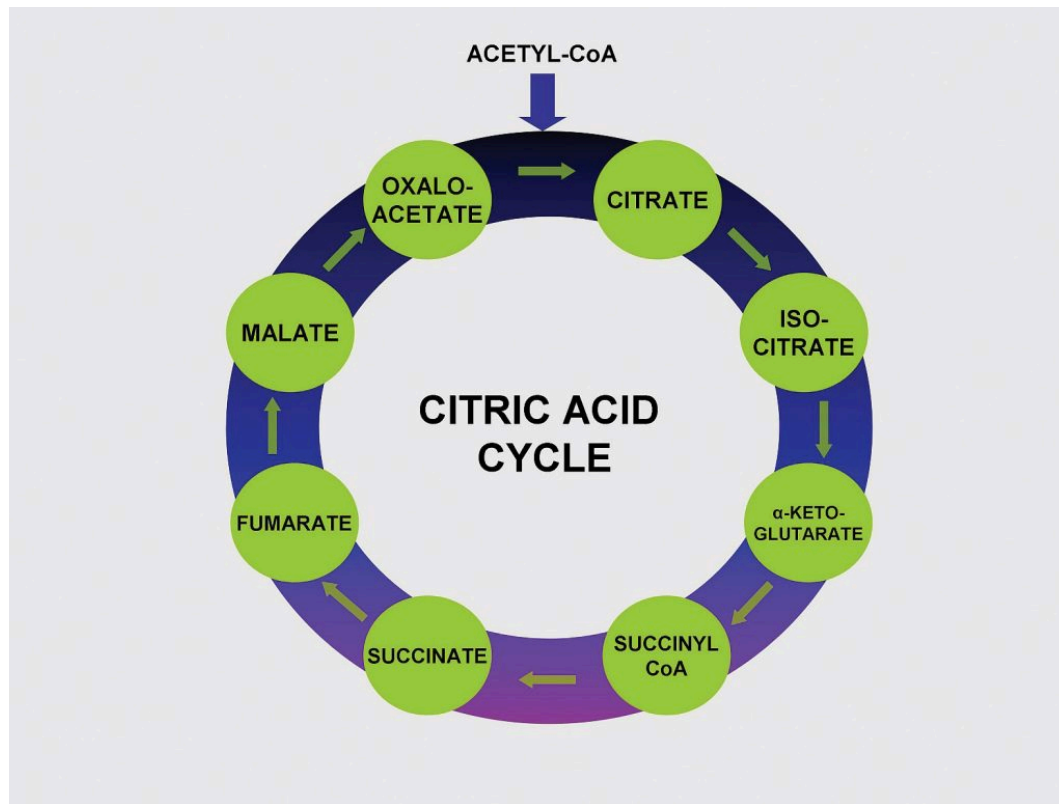 ACETYL-CoA
OXALO-
ACETATE
CITRATE
MALATE
ISO-
CITRATE
CITRIC ACID
CYCLE
FUMARATE
α-KETO-
GLUTARATE
SUCCINATE
SUCCINYL
CoA